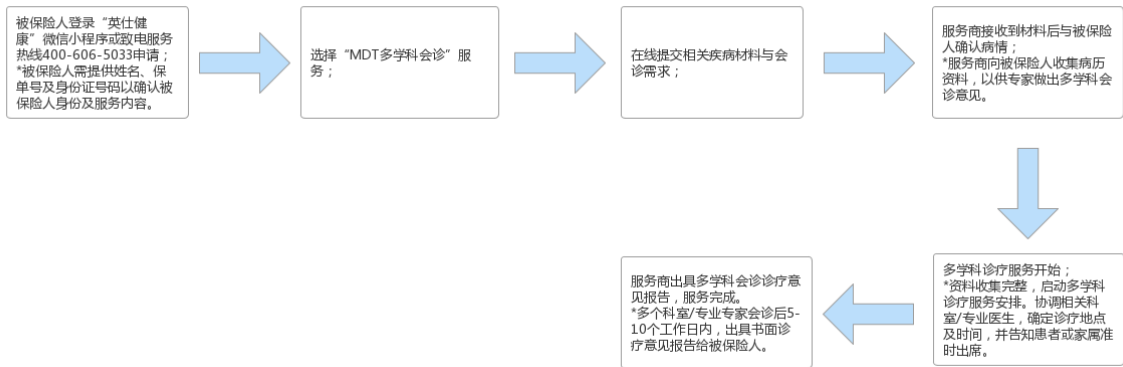 被保险人登录“英仕健
康”微信小程序或致电服务
热线400-606-5033申请；
*被保险人需提供姓名、保
单号及身份证号码以确认被
保险人身份及服务内容。
选择“MDT多学科会诊”服
务；
在线提交相关疾病材料与会
诊需求；
服务商接收到材料后与被保险
人确认病情；
*服务商向被保险人收集病历
资料，以供专家做出多学科会
诊意见。
多学科诊疗服务开始；
*资料收集完整，启动多学科
诊疗服务安排。协调相关科
室/专业医生，确定诊疗地点
及时间，并告知患者或家属准
时出席。
服务商出具多学科会诊诊疗意
见报告，服务完成。
*多个科室/专业专家会诊后5-
10个工作日内，出具书面诊
疗意见报告给被保险人。